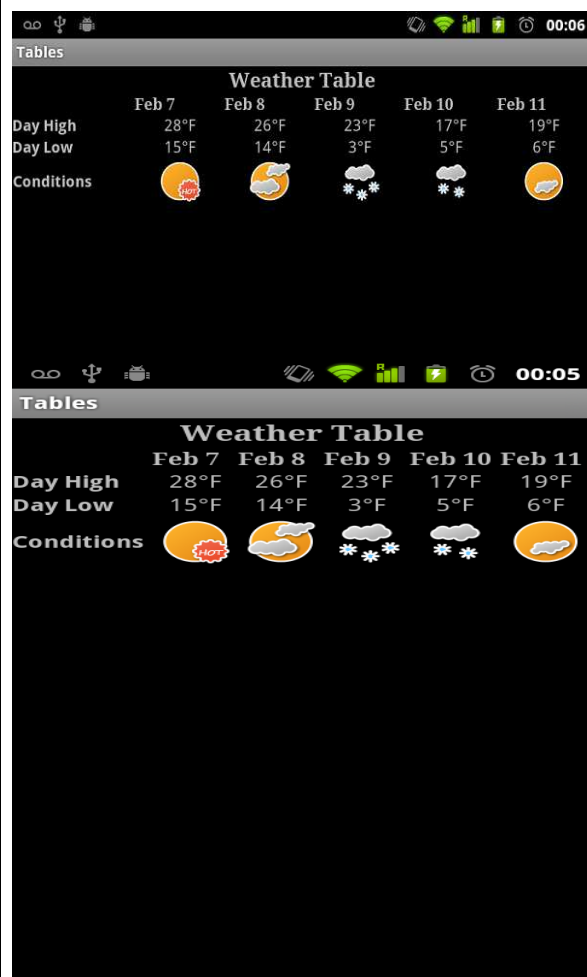 00:06
Tables
Weather Table
Feb 7 Feb 8 Feb 9 Feb 10 Feb 11
Day High 28°F 26°F 23°F 17°F 19°F
Day Low 15°F 14°F 3°F 5°F 6°F
Conditions HOT
R 00:05
Tables
Weather Table
Feb 7 Feb 8 Feb 9 Feb 10 Feb 11
Day High 28°F 26°F 23°F 17°F 19°F
Day Low 15°F 14°F 3°F 5°F 6°F
Conditions HOT